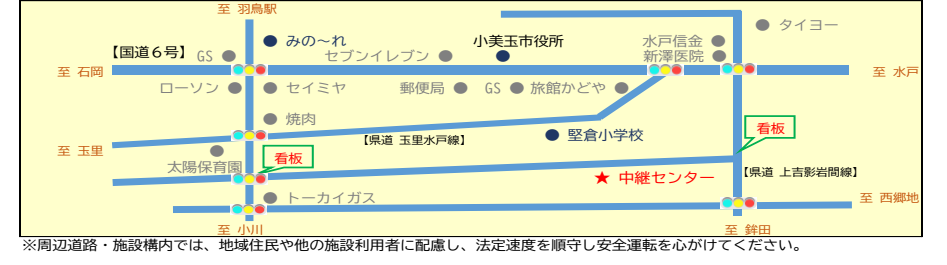 至 羽鳥駅
タイヨー
みの～れ
小美玉市役所
水戸信金
【国道６号】
GS
セブンイレブン
新澤医院
至 石岡
至 水戸
ローソン
セイミヤ
郵便局
GS
旅館かどや
焼肉
看板
【県道 玉里水戸線】
堅倉小学校
至 玉里
太陽保育園
看板
中継センター
【県道 上吉影岩間線】
トーカイガス
至 西郷地
至 小川
至 鉾田
※周辺道路・施設構内では、地域住民や他の施設利用者に配慮し、法定速度を順守し安全運転を心がけてください。